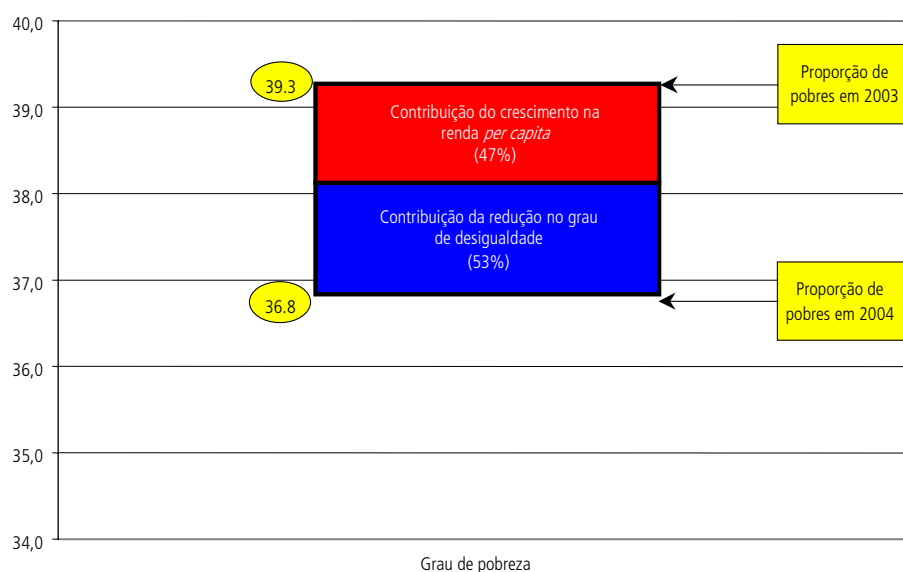 40,0
39,0
38,0
37,0
36,0
35,0
34,0
39.3
Contribuição do crescimento na
renda per capita
(47%)
Contribuição da redução no grau
de desigualdade
(53%)
36.8
Proporção de
pobres em 2003
Proporção de
pobres em 2004
Grau de pobreza